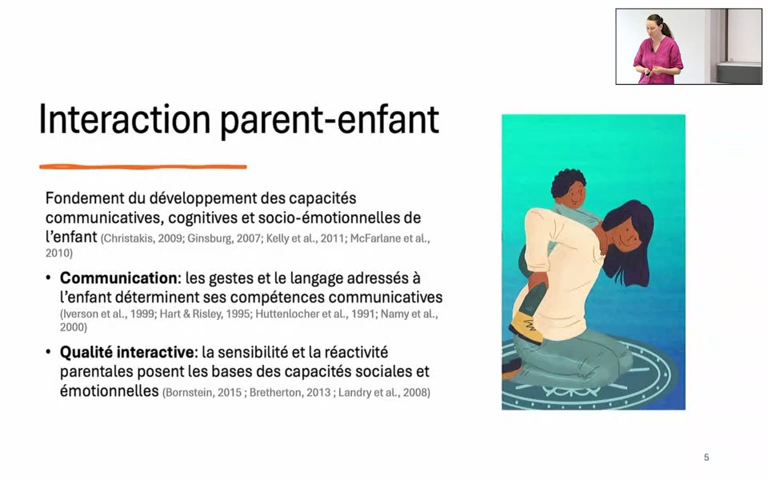 Interaction parent-enfant
Fondement du développement des capacités
communicatives, cognitives et socio-émotionnelles de
l’enfant (Christakis, 2009; Ginsburg, 2007; Kelly et al., 2011; McFarlane et al.,
2010)
• Communication: les gestes et le langage adressés à
l’enfant déterminent ses compétences communicatives
(Iverson et al., 1999; Hart & Risley, 1995; Huttenlocher et al., 1991; Namy et al.,
2000)
• Qualité interactive: la sensibilité et la réactivité
parentales posent les bases des capacités sociales et
émotionnelles (Bornstein, 2015 ; Bretherton, 2013 ; Landry et al., 2008)
5